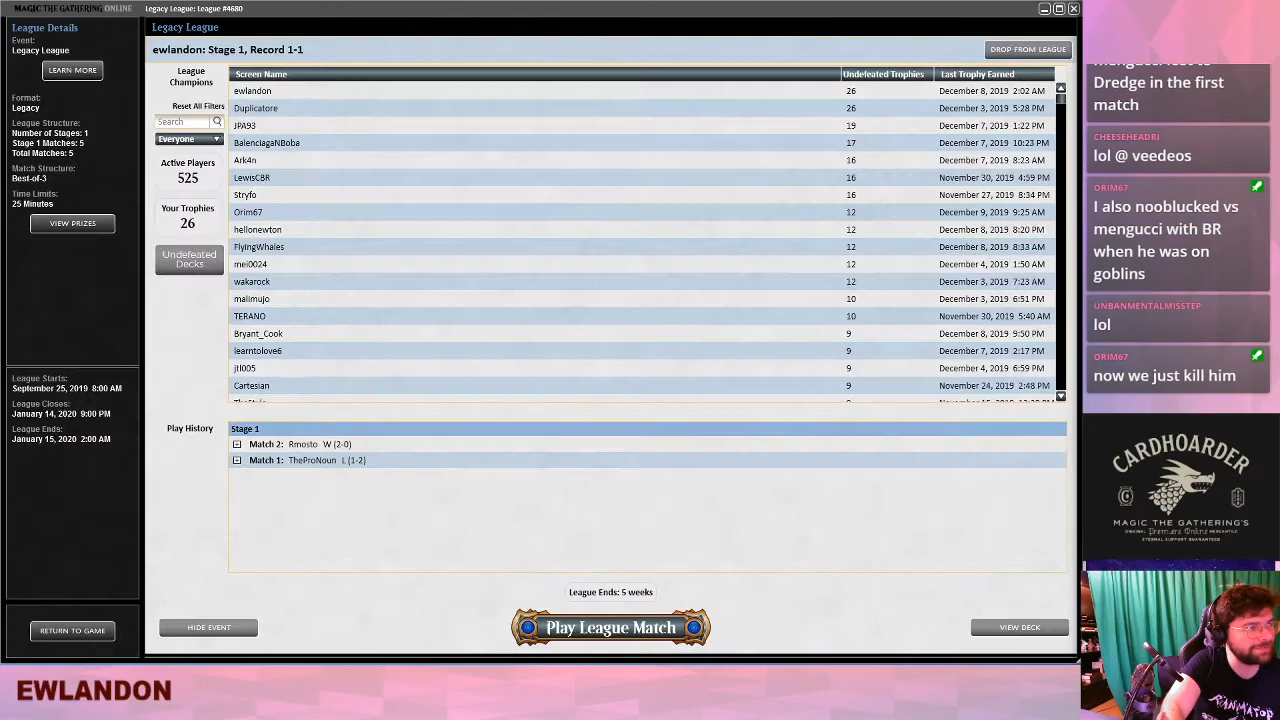 MAGIC THE GATHERING ONLINE
Legacy League: League #4680
League Details
Event:
Legacy League
LEARN MORE
Format:
Legacy
League Structure:
Number of Stages: 1
Stage 1 Matches: 5
Total Matches: 5
Match Structure:
Best-of-3
Time Limits:
25 Minutes
VIEW PRIZES
League Starts:
September 25, 2019 8:00 AM
League Closes:
January 14, 2020 9:00 PM
League Ends:
January 15, 2020 2:00 AM
RETURN TO GAME
Legacy League
ewlandon: Stage 1, Record 1-1
DROP FROM LEAGUE
League
Champions
Reset All Filters
Search
Everyone
Active Players
525
Your Trophies
26
Undefeated
Decks
Screen Name Undefeated Trophies Last Trophy Earned
ewlandon 26 December 8, 2019 2:02 AM
Duplicatore 26 December 3, 2019 5:28 PM
JPA93 19 December 7, 2019 1:22 PM
BalenciagaNBoba 17 December 7, 2019 10:23 PM
Ark4n 16 December 7, 2019 8:23 AM
LewisCBR 16 November 30, 2019 4:59 PM
Stryfo 16 November 27, 2019 8:34 PM
Orim67 12 December 9, 2019 9:25 AM
hellonewton 12 December 8, 2019 8:20 PM
FlyingWhales 12 December 8, 2019 8:33 AM
mei0024 12 December 4, 2019 1:50 AM
wakarock 12 December 3, 2019 7:23 AM
malimujo 10 December 3, 2019 6:51 PM
TERANO 10 November 30, 2019 5:40 AM
Bryant_Cook 9 December 8, 2019 9:50 PM
learntolove6 9 December 7, 2019 2:17 PM
jtl005 9 December 4, 2019 6:59 PM
Cartesian 9 November 24, 2019 2:48 PM
Play History
Stage 1
Match 2: Rmosto W (2-0)
Match 1: TheProNoun L (1-2)
League Ends: 5 weeks
HIDE EVENT
Play League Match
VIEW DECK
EWLANDON
Dredge in the first
match
CHEESEHEADRI
lol @ veedeos
ORIM67
I also nooblucked vs
mengucci with BR
when he was on
goblins
UNBANMENTALMISSTEP
lol
ORIM67
now we just kill him
CARDHOARDER
MAGIC THE GATHERING'S
ORIGINAL Premiere Online MERCANTILE
ETERNAL SUPPORT GUARANTEED